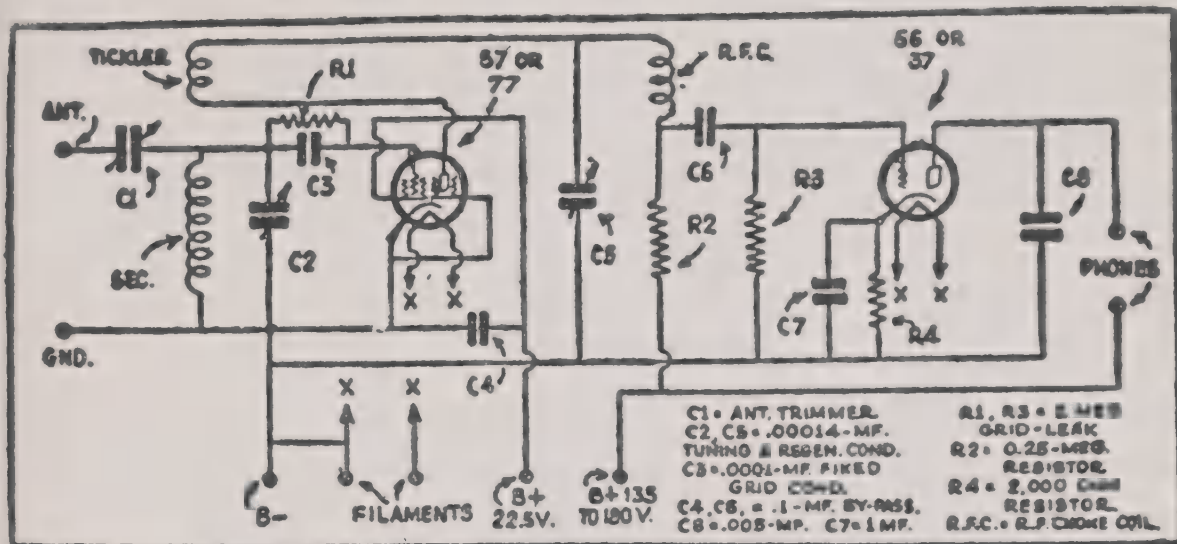 TICKLER
R1
57 OR
77
R.F.C.
56 OR
37
ANT.
C1
C3
C6
R3
C8
SEC.
C2
C5
R2
PHONES
X X
X X
C7
R4
GND.
C4
X X
B-
FILAMENTS
B+
22.5V.
B+ 135
TO 180 V.
C1= ANT. TRIMMER
C2, C5= .00014-MF.
TUNING & REGEN. COND.
C3= .0001-MF. FIXED
GRID COND.
C4, C6, = .1-MF. BY-PASS.
C8= .005-MF. C7= 1 MF.
R1, R3 = MEG
GRID-LEAK
R2= 0.25-MEG.
RESISTOR
R4= 2,000
RESISTOR.
R.F.C.= R.F. CHOKE COIL